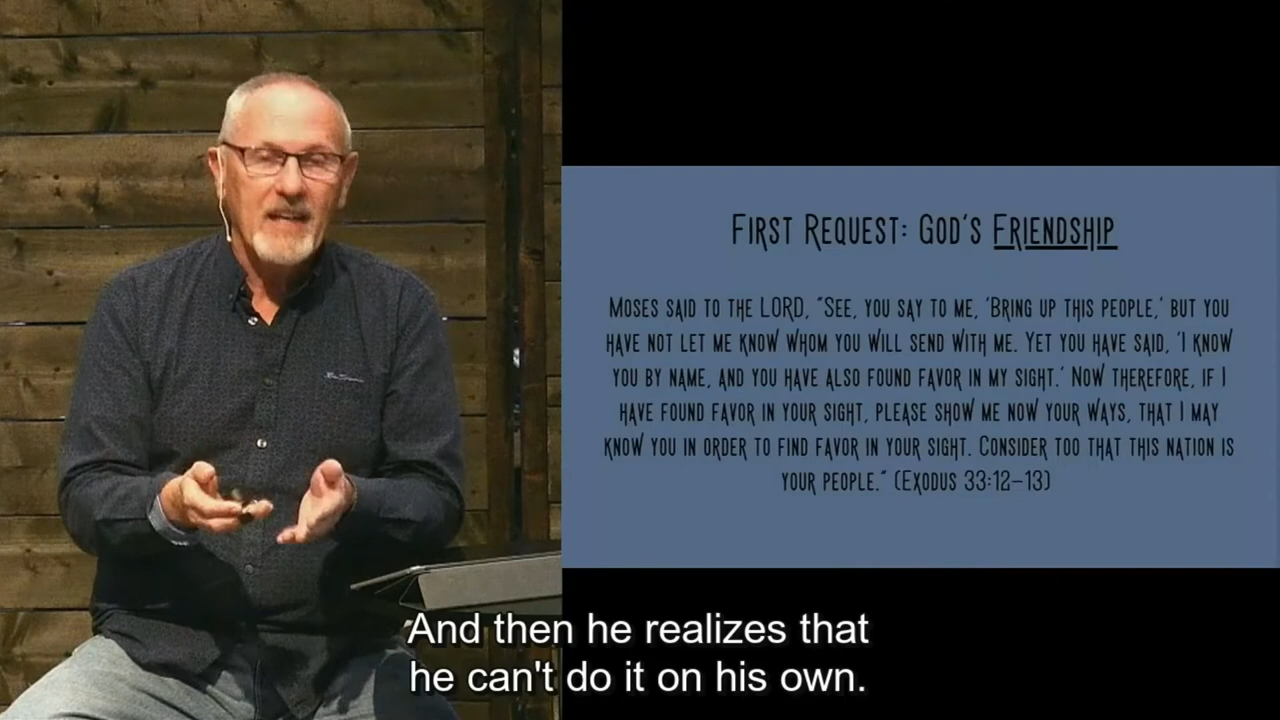 First Request: God's Friendship
Moses said to the LORD, "See, you say to me, 'Bring up this people,' but you
have not let me know whom you will send with me. Yet you have said, 'I know
you by name, and you have also found favor in my sight.' Now therefore, if I
have found favor in your sight, please show me now your ways, that I may
know you in order to find favor in your sight. Consider too that this nation is
your people." (Exodus 33:12–13)
And then he realizes that
he can't do it on his own.